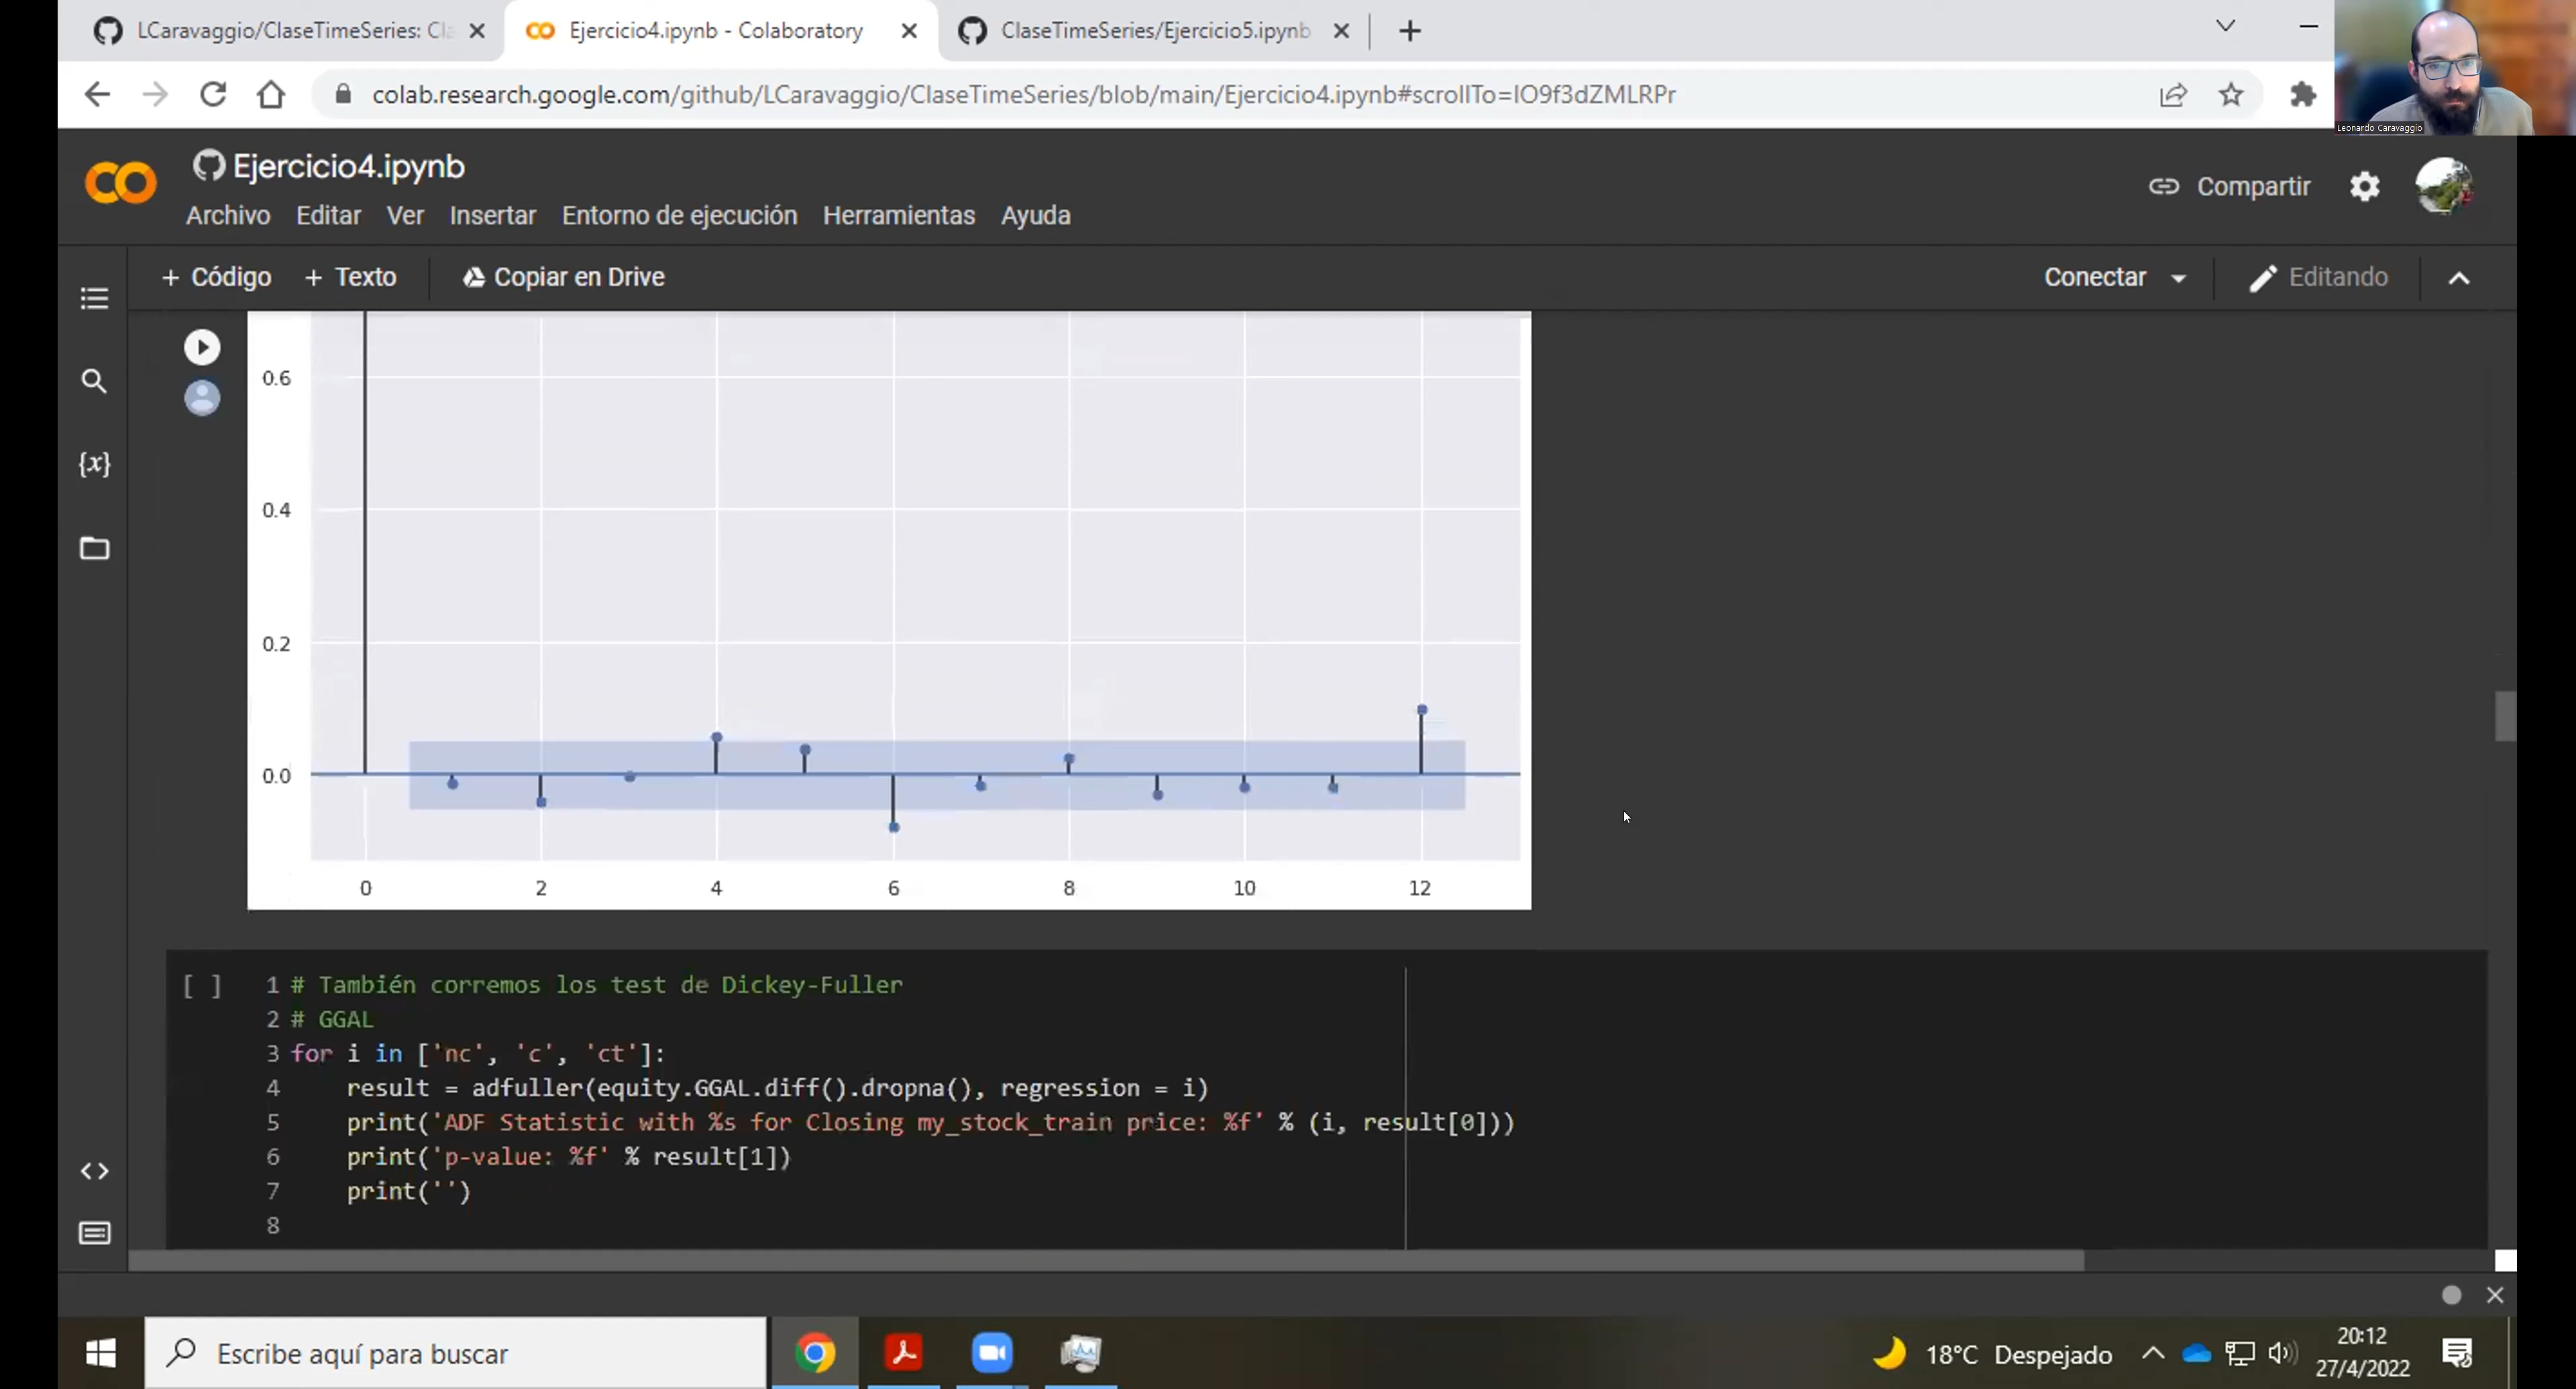 LCaravaggio/ClaseTimeSeries: Cl
Ejercicio4.ipynb - Colaboratory
ClaseTimeSeries/Ejercicio5.ipynb
colab.research.google.com/github/LCaravaggio/ClaseTimeSeries/blob/main/Ejercicio4.ipynb#scrollTo=lO9f3dZMLRPr
Leonardo Caravaggio
Ejercicio4.ipynb
Compartir
Archivo Editar Ver Insertar Entorno de ejecución Herramientas Ayuda
+ Código + Texto Copiar en Drive
Conectar Editando
{x}
0.6
0.4
0.2
0.0
0 2 4 6 8 10 12
[ ] 1 # También corremos los test de Dickey-Fuller
2 # GGAL
3 for i in ['nc', 'c', 'ct']:
4 result = adfuller(equity.GGAL.diff().dropna(), regression = i)
5 print('ADF Statistic with %s for Closing my_stock_train price: %f' % (i, result[0]))
6 print('p-value: %f' % result[1])
7 print('')
8
Escribe aquí para buscar
18°C Despejado
20:12
27/4/2022